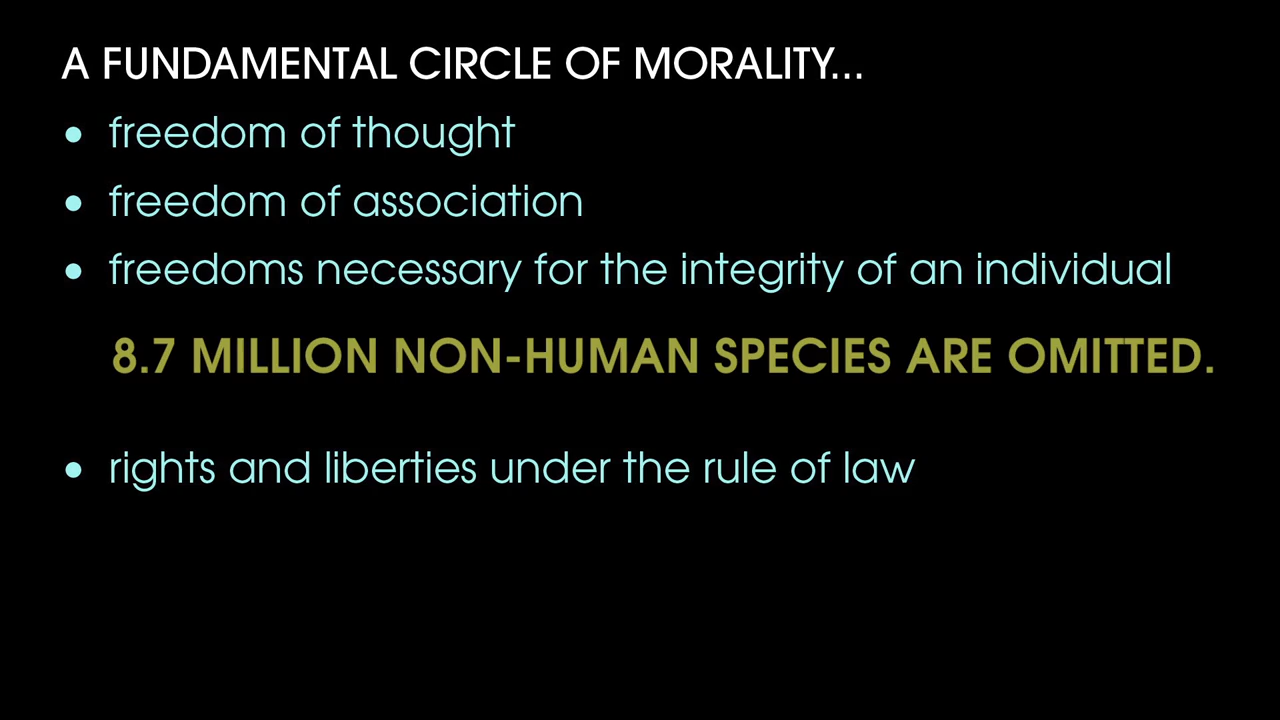 A FUNDAMENTAL CIRCLE OF MORALITY...
• freedom of thought
• freedom of association
• freedoms necessary for the integrity of an individual
8.7 MILLION NON-HUMAN SPECIES ARE OMITTED.
• rights and liberties under the rule of law